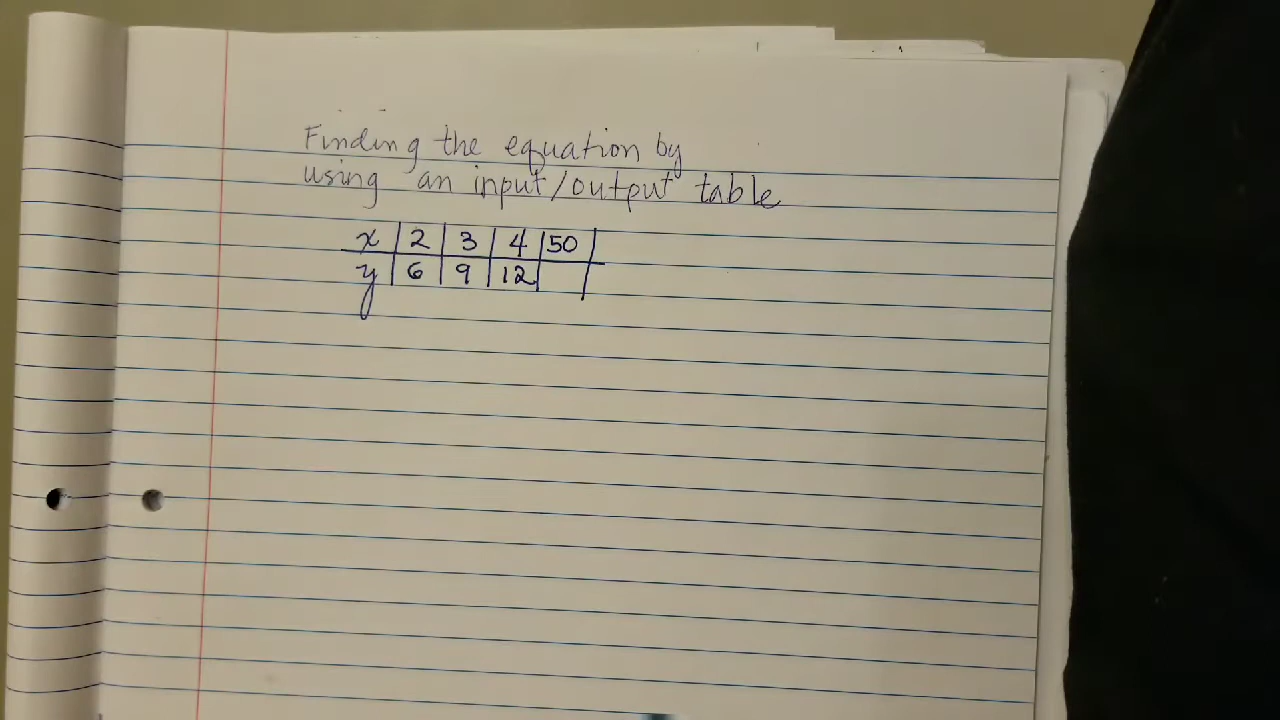 Finding the equation by
using an input/output table
x 2 3 4 50
y 6 9 12